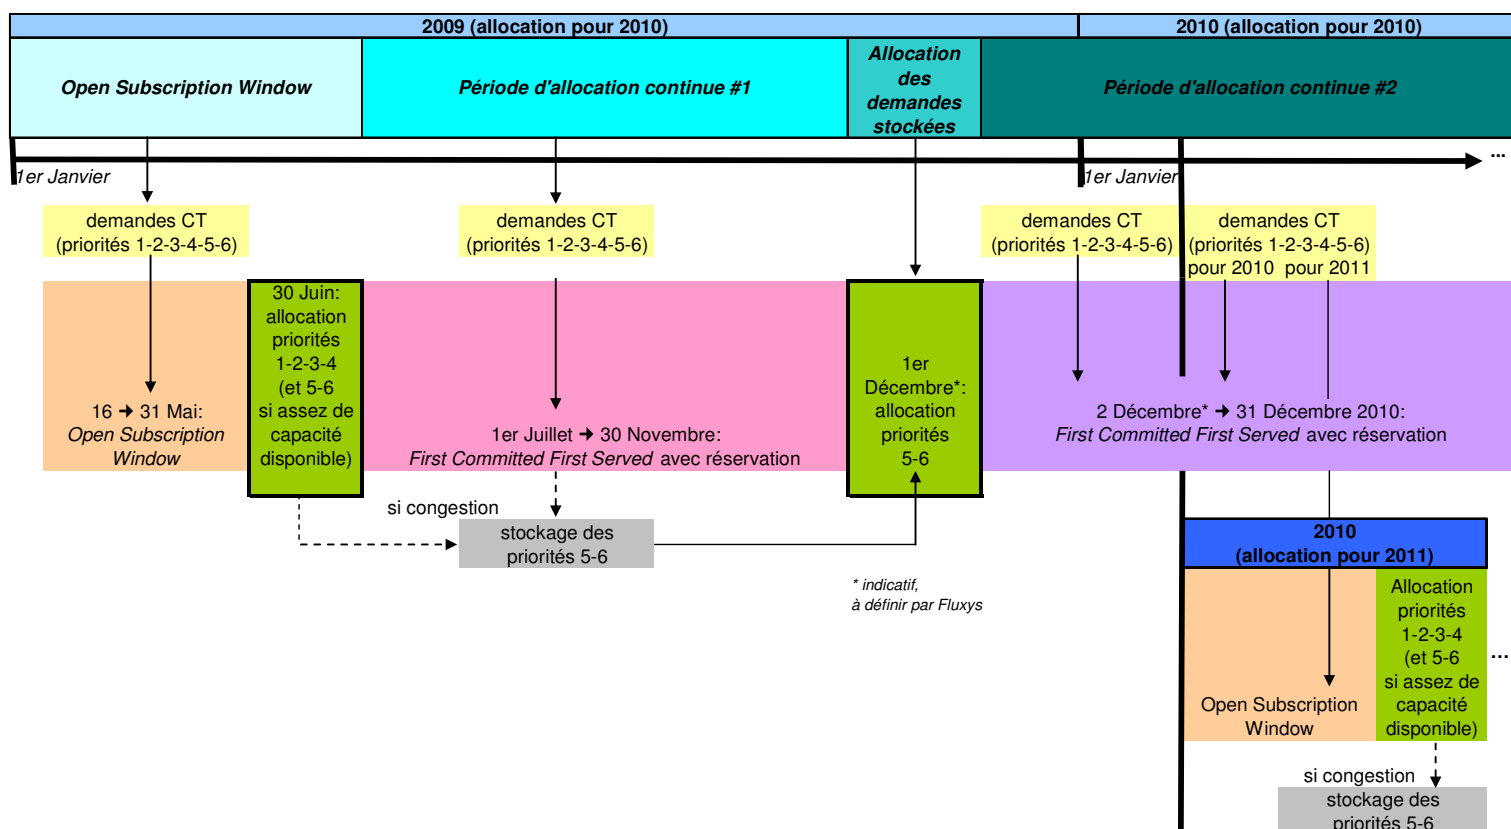 2009 (allocation pour 2010)
2010 (allocation pour 2010)
Open Subscription Window
Période d'allocation continue #1
Allocation
des
demandes
stockées
Période d'allocation continue #2
...
1er Janvier
1er Janvier
demandes CT
(priorités 1-2-3-4-5-6)
demandes CT
(priorités 1-2-3-4-5-6)
demandes CT
(priorités 1-2-3-4-5-6)
demandes CT
(priorités 1-2-3-4-5-6)
pour 2010 pour 2011
16 → 31 Mai:
Open Subscription
Window
30 Juin:
allocation
priorités
1-2-3-4
(et 5-6
si assez de
capacité
disponible)
1er Juillet → 30 Novembre:
First Committed First Served avec réservation
1er
Décembre*:
allocation
priorités
5-6
2 Décembre* → 31 Décembre 2010:
First Committed First Served avec réservation
si congestion
stockage des
priorités 5-6
* indicatif,
à définir par Fluxys
2010
(allocation pour 2011)
Open Subscription
Window
Allocation
priorités
1-2-3-4
(et 5-6
si assez de
capacité
disponible)
...
si congestion
stockage des
priorités 5-6